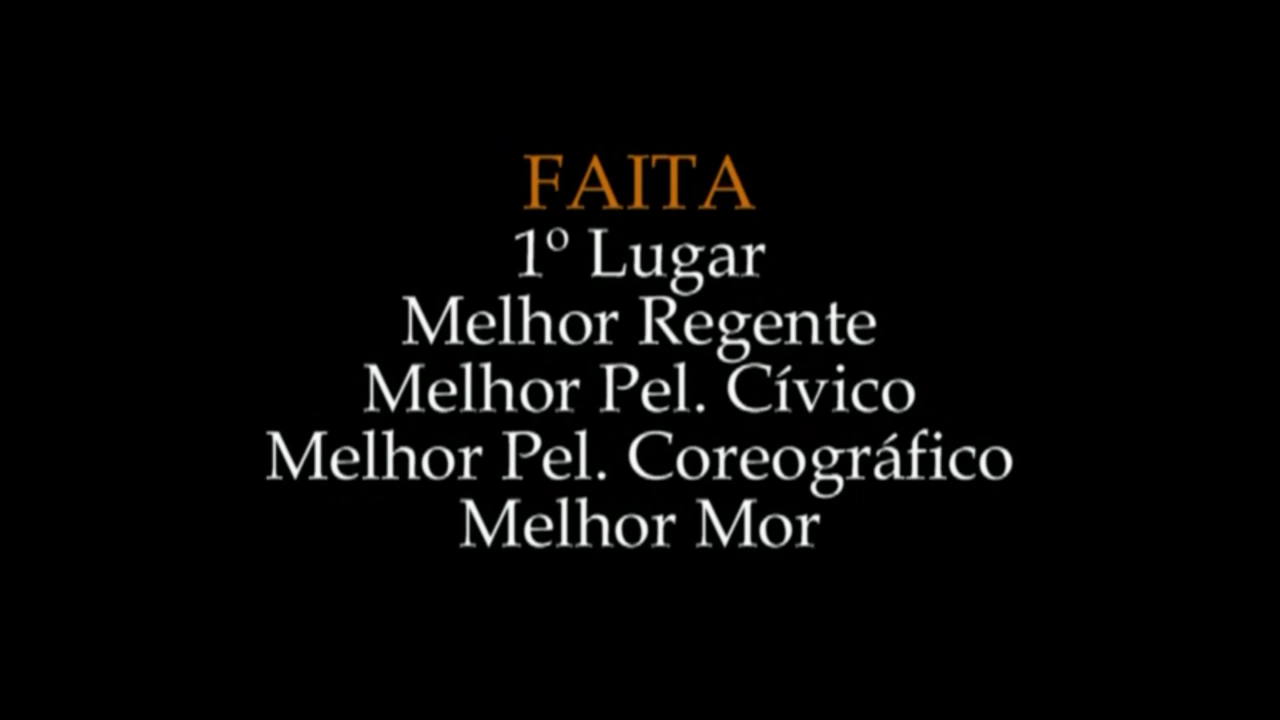 FAITA
1º Lugar
Melhor Regente
Melhor Pel. Cívico
Melhor Pel. Coreográfico
Melhor Mor